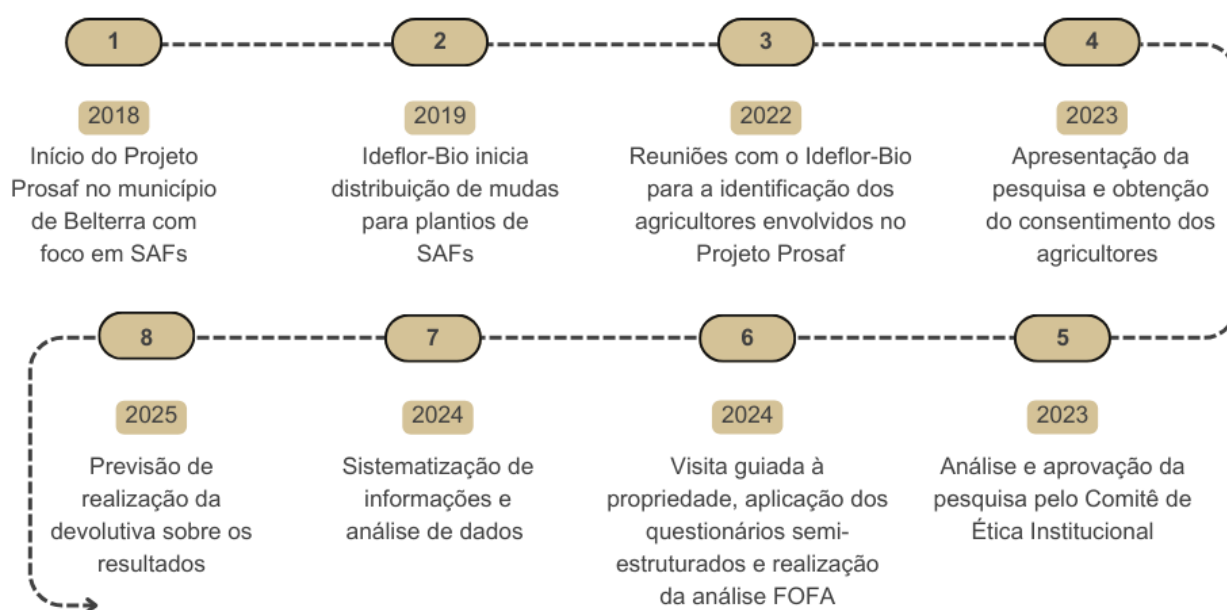 1
2018
Início do Projeto
Prosaf no município
de Belterra com
foco em SAFs
2
2019
Ideflor-Bio inicia
distribuição de mudas
para plantios de
SAFs
3
2022
Reuniões com o Ideflor-Bio
para a identificação dos
agricultores envolvidos no
Projeto Prosaf
4
2023
Apresentação da
pesquisa e obtenção
do consentimento dos
agricultores
5
2023
Análise e aprovação da
pesquisa pelo Comitê de
Ética Institucional
6
2024
Visita guiada à
propriedade, aplicação dos
questionários semi-
estruturados e realização
da análise FOFA
7
2024
Sistematização de
informações e
análise de dados
8
2025
Previsão de
realização da
devolutiva sobre os
resultados